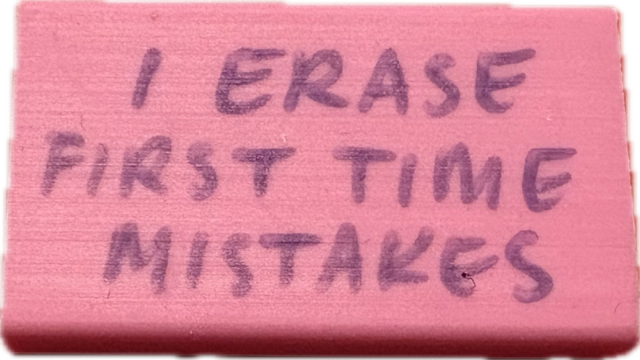 I ERASE
FIRST TIME
MISTAKES